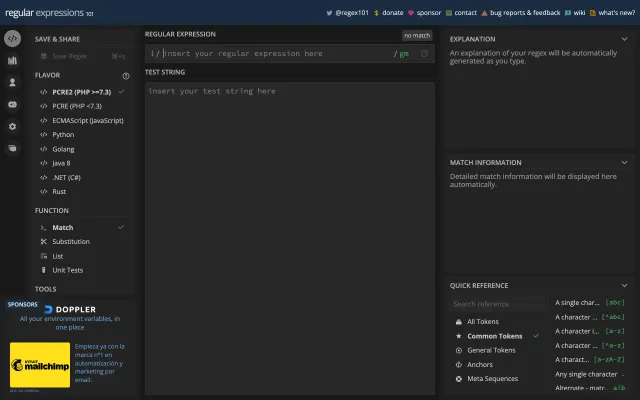 regular expressions 101
@regex101
$ donate
sponsor
contact
bug reports & feedback
wiki
what's new?
SAVE & SHARE
Save Regex
⌘+s
FLAVOR
PCRE2 (PHP >=7.3)
PCRE (PHP <7.3)
ECMAScript (JavaScript)
Python
Golang
Java 8
.NET (C#)
Rust
FUNCTION
Match
Substitution
List
Unit Tests
TOOLS
SPONSORS
DOPPLER
All your environment variables, in
one place
INTUIT
mailchimp
Empieza ya con la
marca nº1 en
automatización y
marketing por
email.
REGULAR EXPRESSION
no match
/ insert your regular expression here
/ gm
TEST STRING
insert your test string here
EXPLANATION
An explanation of your regex will be automatically
generated as you type.
MATCH INFORMATION
Detailed match information will be displayed here
automatically.
QUICK REFERENCE
Search reference
All Tokens
Common Tokens
General Tokens
Anchors
Meta Sequences
A single char... [abc]
A character ... [^abc]
A character i... [a-z]
A character ... [^a-z]
A charact... [a-zA-Z]
Any single character .
Alternate - matc... a|b